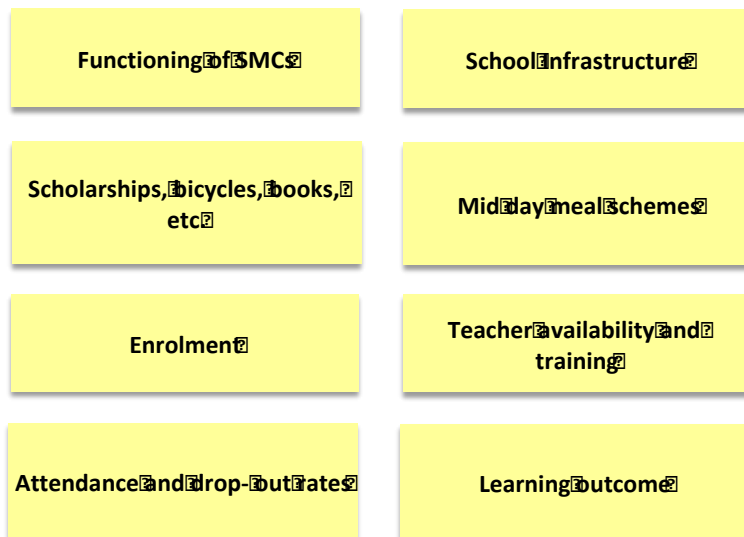 Functioning of SMCs
School Infrastructure
Scholarships, bicycles, books,
etc.
Mid day meal schemes
Enrolment
Teacher availability and
training
Attendance and drop- out rates
Learning outcome